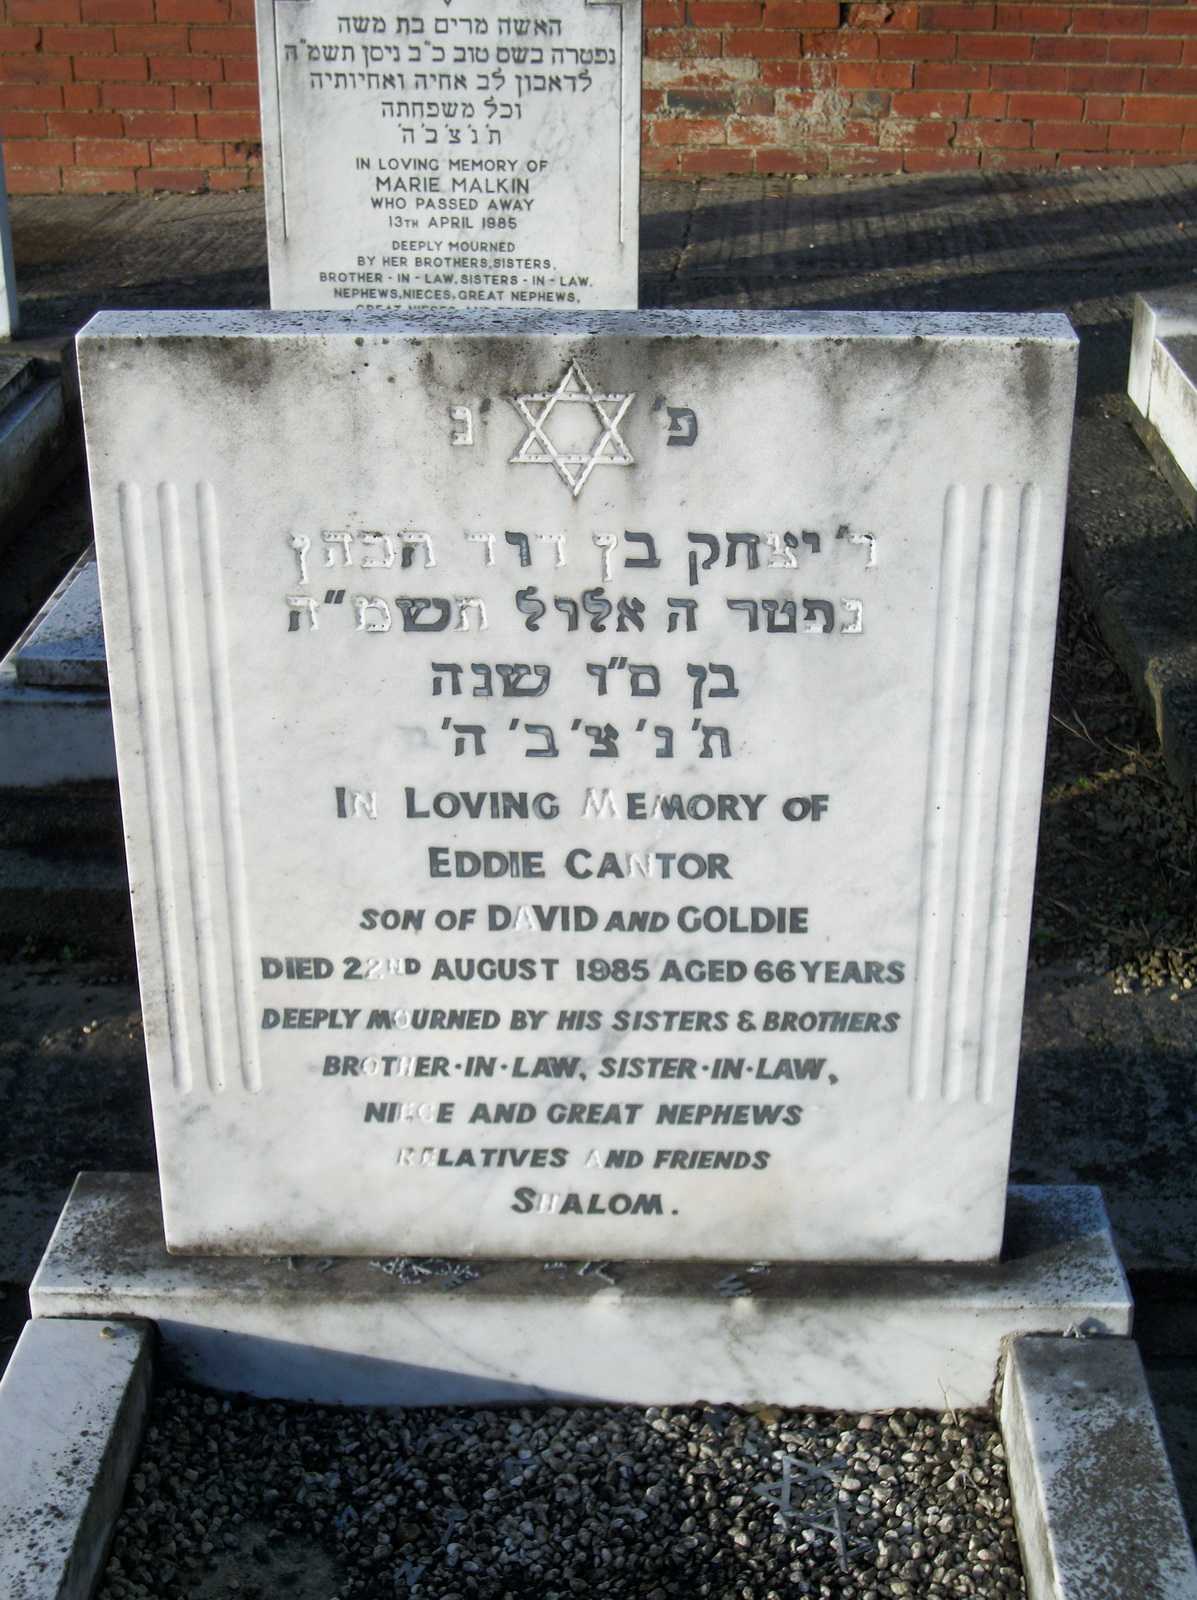 האשה מרים בת משה
נפטרה בשם טוב כ"ב ניסן תשמ"ה
לדאבון לב אחיה ואחיותיה
וכל משפחתה
ת'נ'צ'ב'ה'
IN LOVING MEMORY OF
MARIE MALKIN
WHO PASSED AWAY
13TH APRIL 1985
DEEPLY MOURNED
BY HER BROTHERS, SISTERS,
BROTHER-IN-LAW, SISTERS-IN-LAW,
NEPHEWS, NIECES, GREAT NEPHEWS,
GREAT NIECES AND
פ' נ'
ר' יצחק בן דוד הכהן
נפטר ה אלול תשמ"ה
בן ס"ו שנה
ת' נ' צ' ב' ה'
IN LOVING MEMORY OF
EDDIE CANTOR
SON OF DAVID AND GOLDIE
DIED 22ND AUGUST 1985 AGED 66 YEARS
DEEPLY MOURNED BY HIS SISTERS & BROTHERS
BROTHER-IN-LAW, SISTER-IN-LAW,
NIECE AND GREAT NEPHEWS
RELATIVES AND FRIENDS
SHALOM.